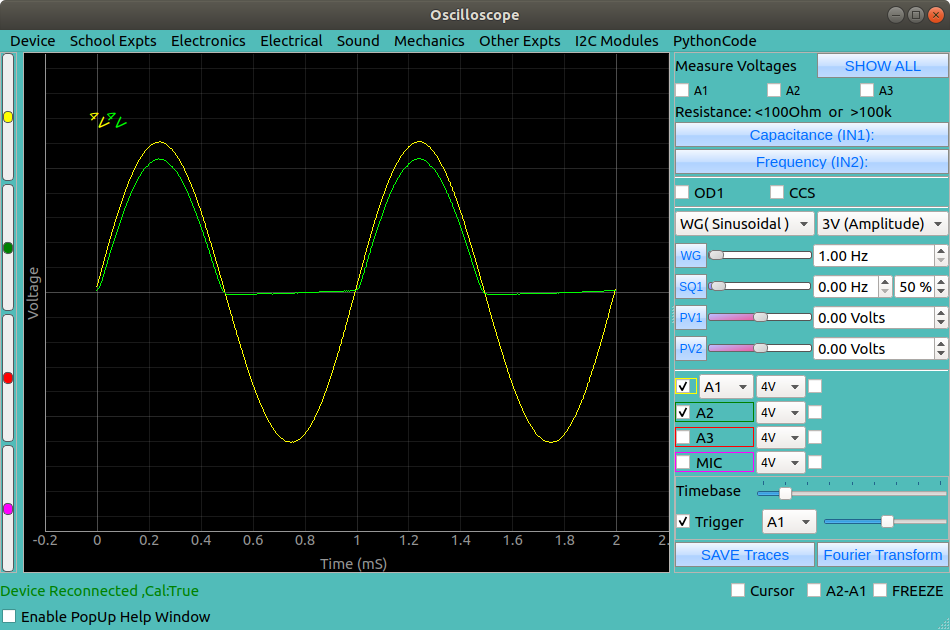 Oscilloscope
Device School Expts Electronics Electrical Sound Mechanics Other Expts I2C Modules PythonCode
Measure Voltages SHOW ALL
A1 A2 A3
Resistance: <100Ohm or >100k
Capacitance (IN1):
Frequency (IN2):
OD1 CCS
WG( Sinusoidal ) 3V (Amplitude)
WG 1.00 Hz
SQ1 0.00 Hz 50 %
PV1 0.00 Volts
PV2 0.00 Volts
A1 4V
A2 4V
A3 4V
MIC 4V
Timebase
Trigger A1
SAVE Traces Fourier Transform
4V 4V
Voltage
-0.2 0 0.2 0.4 0.6 0.8 1 1.2 1.4 1.6 1.8 2 2.
Time (mS)
Device Reconnected ,Cal:True
Cursor A2-A1 FREEZE
Enable PopUp Help Window